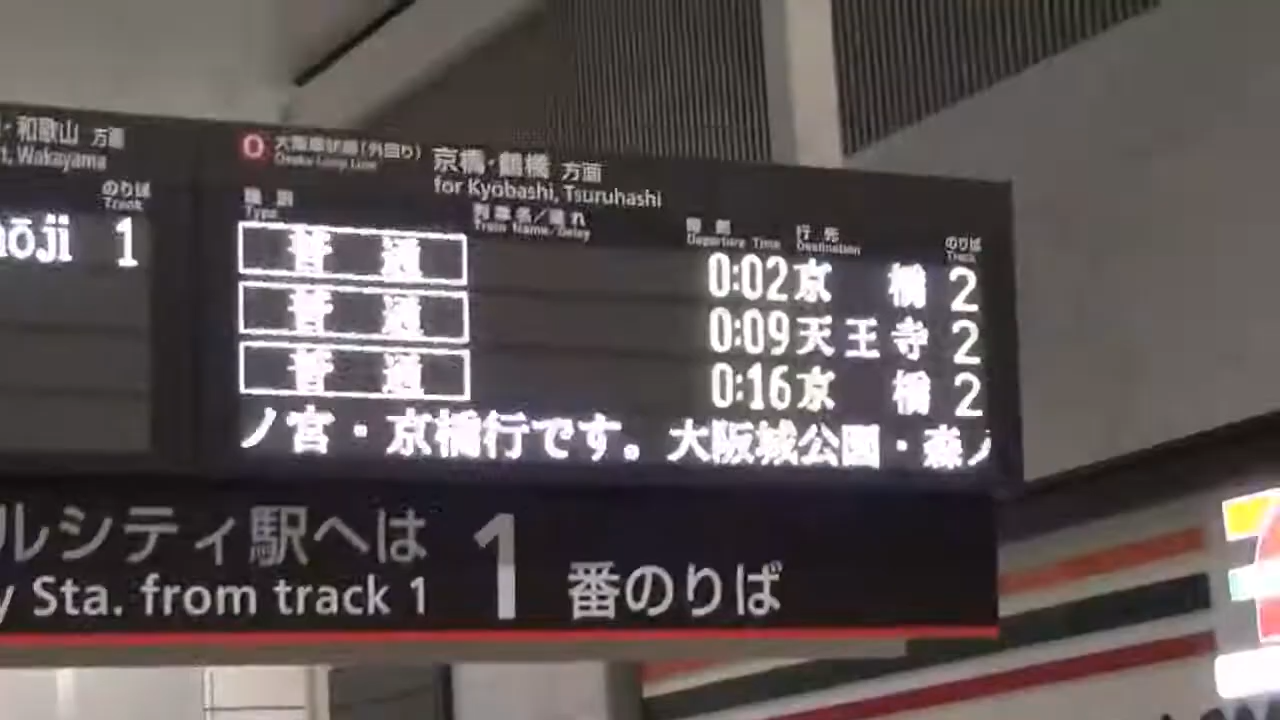 ・和歌山 方面
t, Wakayama
のりば
Track
ōji 1
O 大阪環状線(外回り)
Osaka Loop Line
京橋・鶴橋 方面
for Kyōbashi, Tsuruhashi
種別
Type
列車名/遅れ
Train Name/Delay
時刻
Departure Time
行先
Destination
のりば
Track
普通 0:02 京橋 2
普通 0:09 天王寺 2
普通 0:16 京橋 2
ノ宮・京橋行です。大阪城公園・森ノ
ルシティ駅へは
y Sta. from track 1
1番のりば